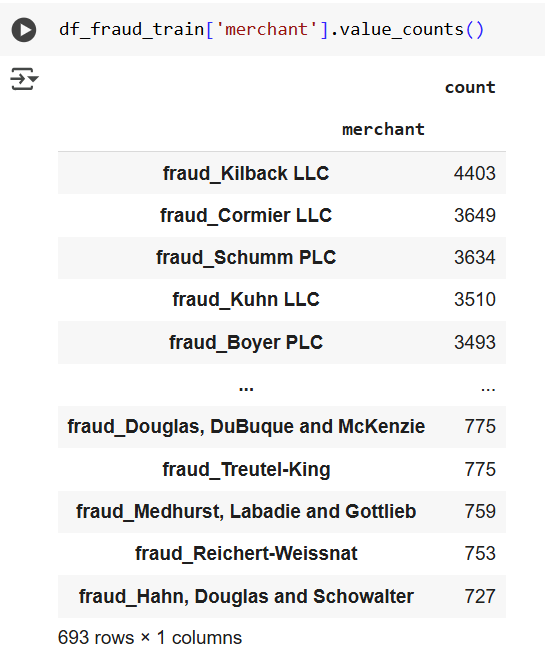 df_fraud_train['merchant'].value_counts()
count
merchant
fraud_Kilback LLC 4403
fraud_Cormier LLC 3649
fraud_Schumm PLC 3634
fraud_Kuhn LLC 3510
fraud_Boyer PLC 3493
... ...
fraud_Douglas, DuBuque and McKenzie 775
fraud_Treutel-King 775
fraud_Medhurst, Labadie and Gottlieb 759
fraud_Reichert-Weissnat 753
fraud_Hahn, Douglas and Schowalter 727
693 rows × 1 columns